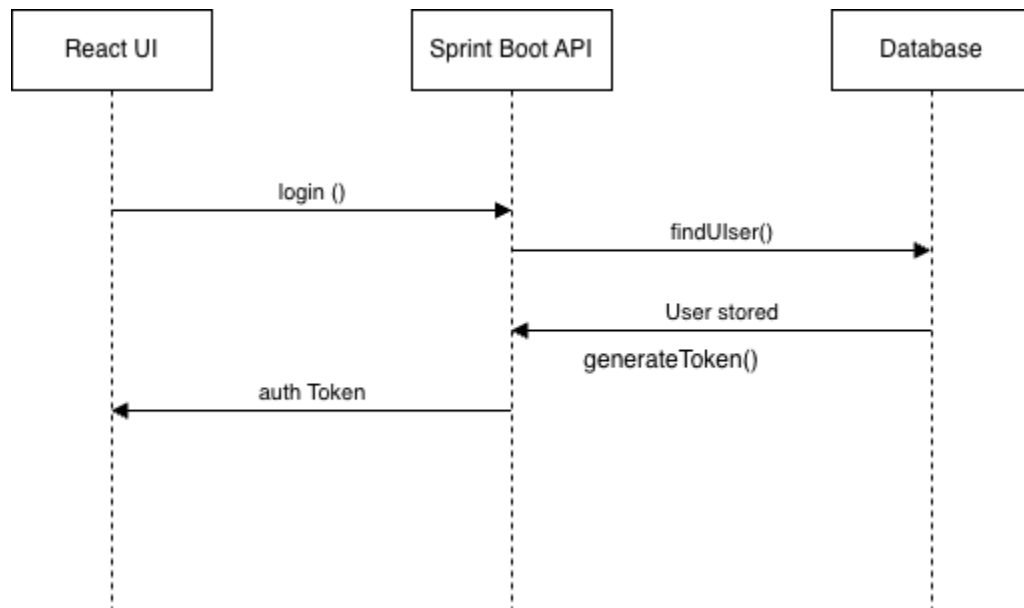 React UI
Sprint Boot API
Database
login ()
findUIser()
User stored
generateToken()
auth Token